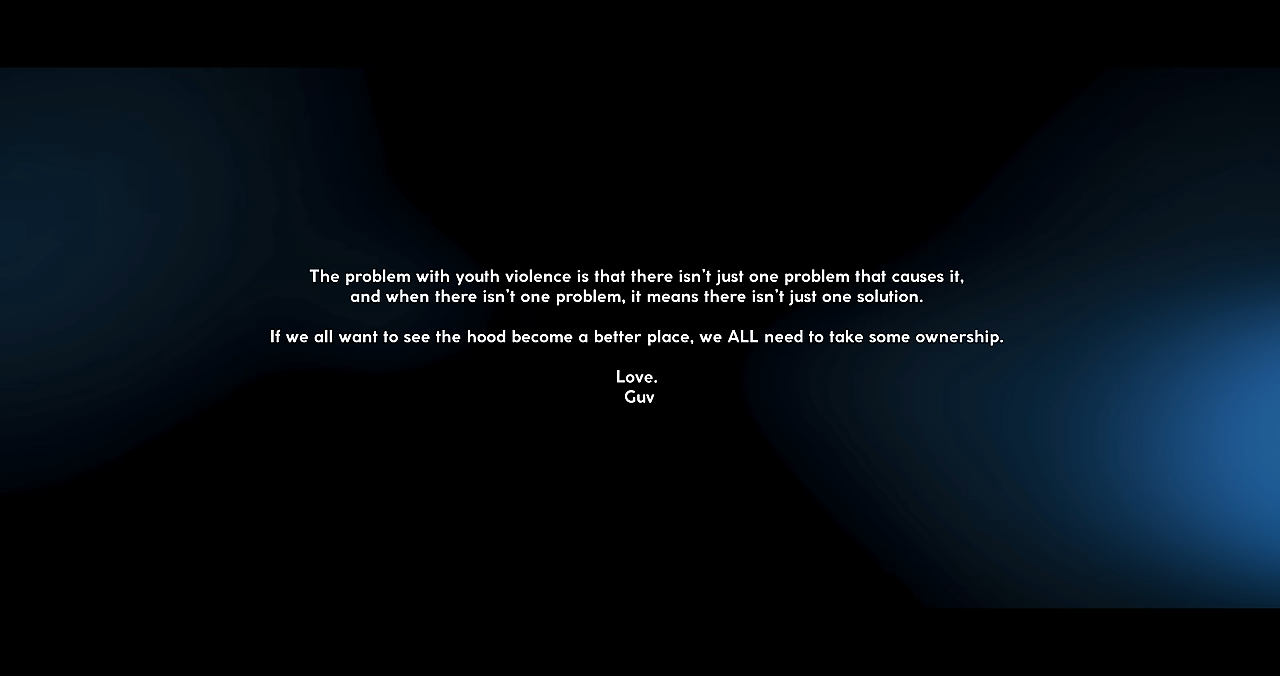 The problem with youth violence is that there isn't just one problem that causes it,
and when there isn't one problem, it means there isn't just one solution.
If we all want to see the hood become a better place, we ALL need to take some ownership.
Love.
Guv